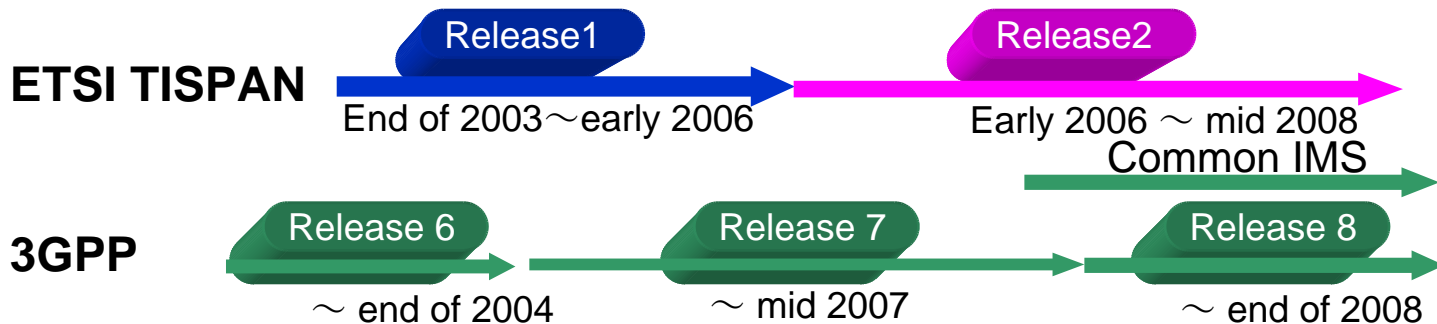 Release1
Release2
ETSI TISPAN
End of 2003~early 2006
Early 2006 ~ mid 2008
Common IMS
Release 6
Release 7
Release 8
3GPP
~ end of 2004
~ mid 2007
~ end of 2008